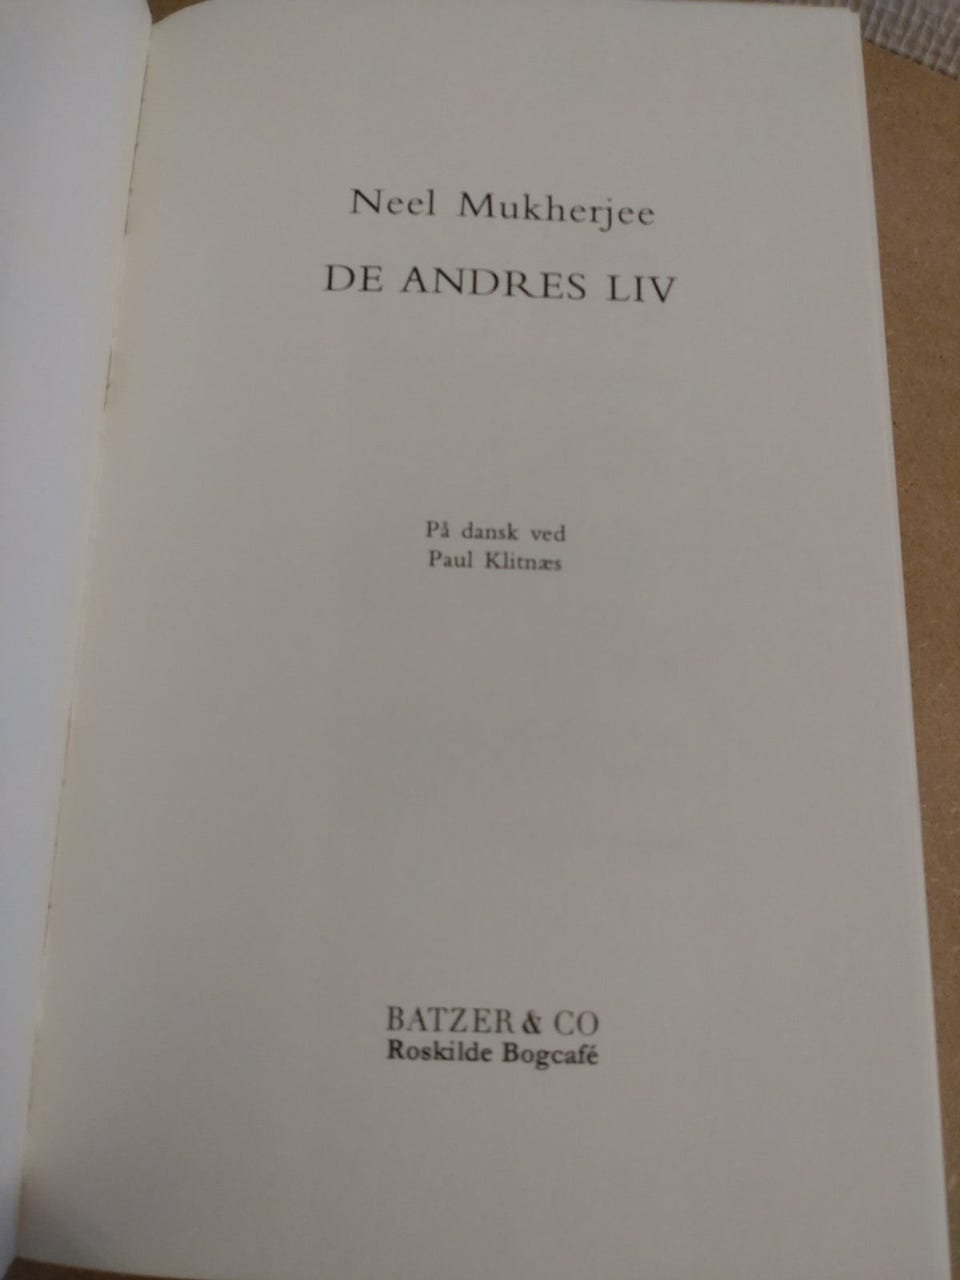 Neel Mukherjee
DE ANDRES LIV
På dansk ved
Paul Klitnæs
BATZER & CO
Roskilde Bogcafé